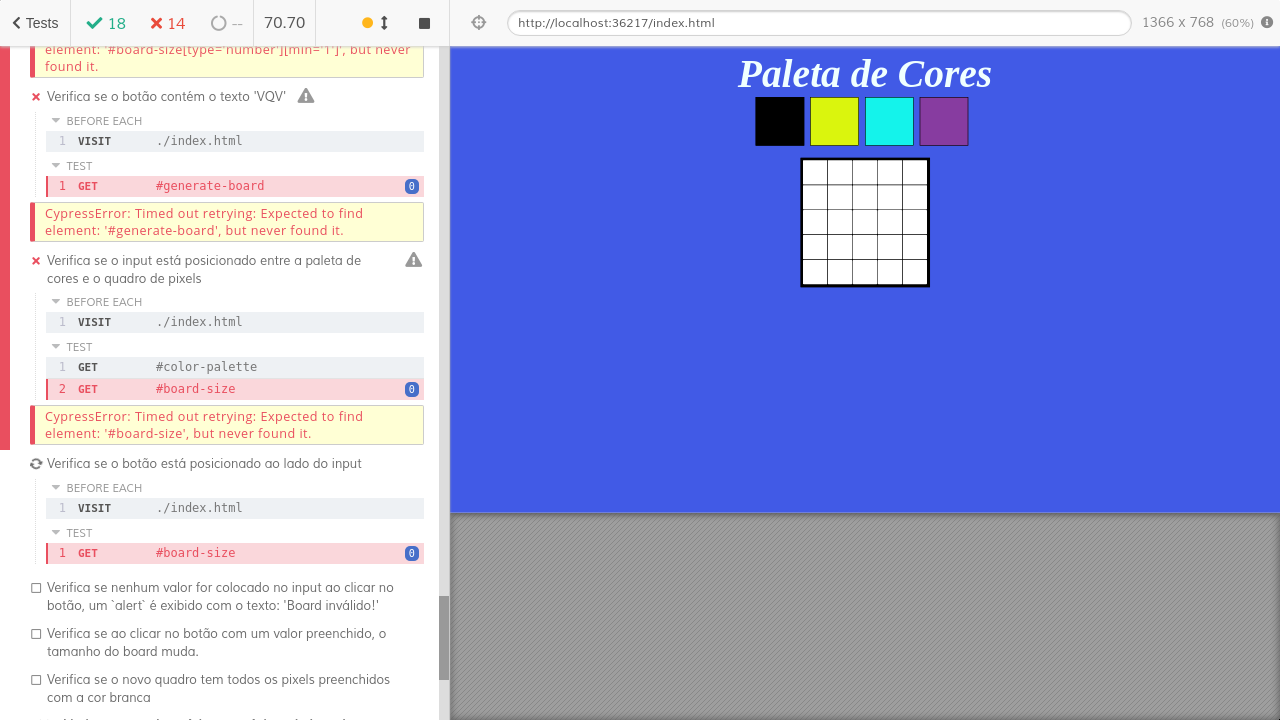 Tests
18
14
--
70.70
http://localhost:36217/index.html
1366 x 768 (60%)
element: '#board-size[type='number'][min='1']', but never
found it.
Verifica se o botão contém o texto 'VQV'
BEFORE EACH
1 VISIT ./index.html
TEST
1 GET #generate-board 0
CypressError: Timed out retrying: Expected to find
element: '#generate-board', but never found it.
Verifica se o input está posicionado entre a paleta de
cores e o quadro de pixels
BEFORE EACH
1 VISIT ./index.html
TEST
1 GET #color-palette
2 GET #board-size 0
CypressError: Timed out retrying: Expected to find
element: '#board-size', but never found it.
Verifica se o botão está posicionado ao lado do input
BEFORE EACH
1 VISIT ./index.html
TEST
1 GET #board-size 0
Verifica se nenhum valor for colocado no input ao clicar no
botão, um `alert` é exibido com o texto: 'Board inválido!'
Verifica se ao clicar no botão com um valor preenchido, o
tamanho do board muda.
Verifica se o novo quadro tem todos os pixels preenchidos
com a cor branca
Paleta de Cores